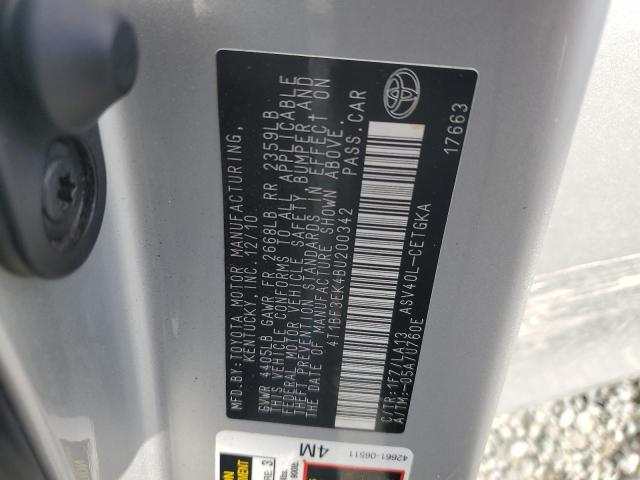 MFD. BY:
TOYOTA MOTOR MANUFACTURING,
KENTUCKY, INC. 12/10
GVWR 4405LB GAWR FR 2668LB RR 2359LB
THIS VEHICLE CONFORMS TO ALL APPLICABLE
FEDERAL MOTOR VEHICLE SAFETY, BUMPER AND
THEFT PREVENTION STANDARDS IN EFFECT ON
THE DATE OF MANUFACTURE SHOWN ABOVE.
4T1BF3EK4BU200342 PASS.CAR
C/TR:1F7/LA13 ASV40L-CETGKA
A/TM:-05A/U760E
17663
4M
42661-06511